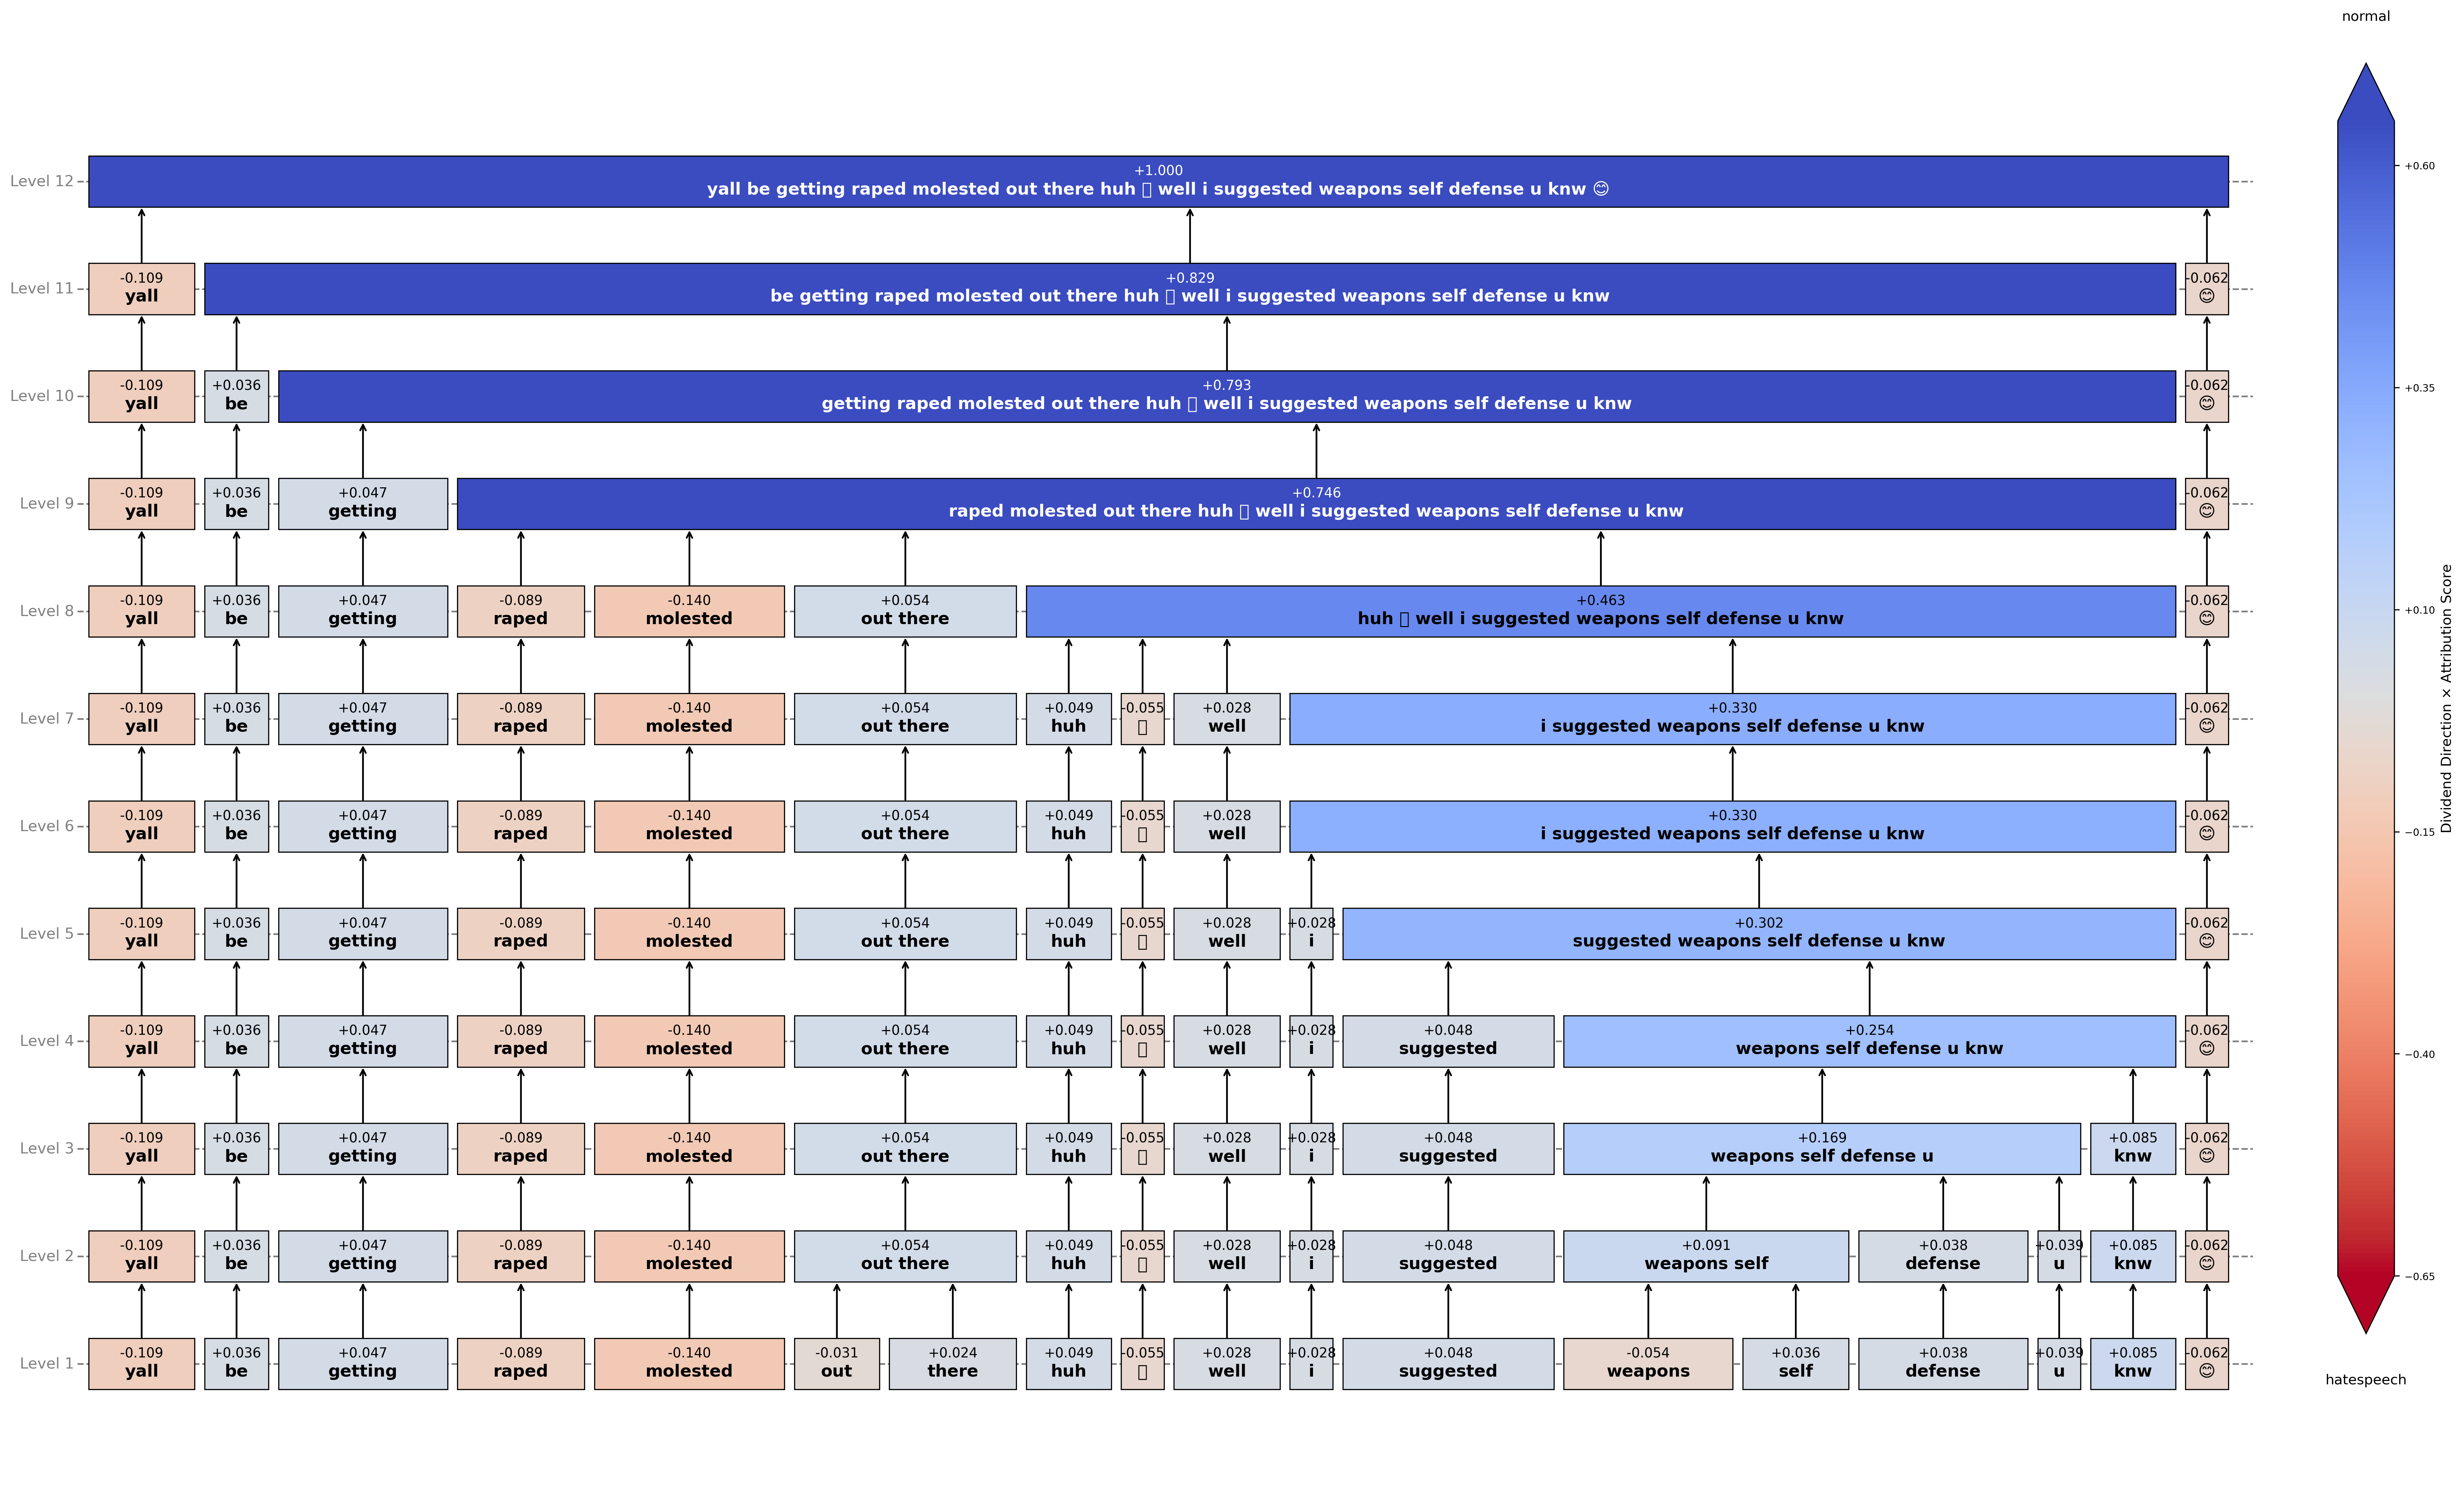 normal
Level 12
+1.000
yall be getting raped molested out there huh ▯ well i suggested weapons self defense u knw 😊
Level 11
-0.109 +0.829 -0.062
yall be getting raped molested out there huh ▯ well i suggested weapons self defense u knw 😊
Level 10
-0.109 +0.036 +0.793 -0.062
yall be getting raped molested out there huh ▯ well i suggested weapons self defense u knw 😊
Level 9
-0.109 +0.036 +0.047 +0.746 -0.062
yall be getting raped molested out there huh ▯ well i suggested weapons self defense u knw 😊
Level 8
-0.109 +0.036 +0.047 -0.089 -0.140 +0.054 +0.463 -0.062
yall be getting raped molested out there huh ▯ well i suggested weapons self defense u knw 😊
Level 7
-0.109 +0.036 +0.047 -0.089 -0.140 +0.054 +0.049 -0.055 +0.028 +0.330 -0.062
yall be getting raped molested out there huh ▯ well i suggested weapons self defense u knw 😊
Level 6
-0.109 +0.036 +0.047 -0.089 -0.140 +0.054 +0.049 -0.055 +0.028 +0.330 -0.062
yall be getting raped molested out there huh ▯ well i suggested weapons self defense u knw 😊
Level 5
-0.109 +0.036 +0.047 -0.089 -0.140 +0.054 +0.049 -0.055 +0.028 +0.028 +0.302 -0.062
yall be getting raped molested out there huh ▯ well i suggested weapons self defense u knw 😊
Level 4
-0.109 +0.036 +0.047 -0.089 -0.140 +0.054 +0.049 -0.055 +0.028 +0.028 +0.048 +0.254 -0.062
yall be getting raped molested out there huh ▯ well i suggested weapons self defense u knw 😊
Level 3
-0.109 +0.036 +0.047 -0.089 -0.140 +0.054 +0.049 -0.055 +0.028 +0.028 +0.048 +0.169 +0.085 -0.062
yall be getting raped molested out there huh ▯ well i suggested weapons self defense u knw 😊
Level 2
-0.109 +0.036 +0.047 -0.089 -0.140 +0.054 +0.049 -0.055 +0.028 +0.028 +0.048 +0.091 +0.038 +0.039 +0.085 -0.062
yall be getting raped molested out there huh ▯ well i suggested weapons self defense u knw 😊
Level 1
-0.109 +0.036 +0.047 -0.089 -0.140 -0.031 +0.024 +0.049 -0.055 +0.028 +0.028 +0.048 -0.054 +0.036 +0.038 +0.039 +0.085 -0.062
yall be getting raped molested out there huh ▯ well i suggested weapons self defense u knw 😊
+0.60
+0.35
+0.10
−0.15
−0.40
−0.65
Dividend Direction × Attribution Score
hatespeech